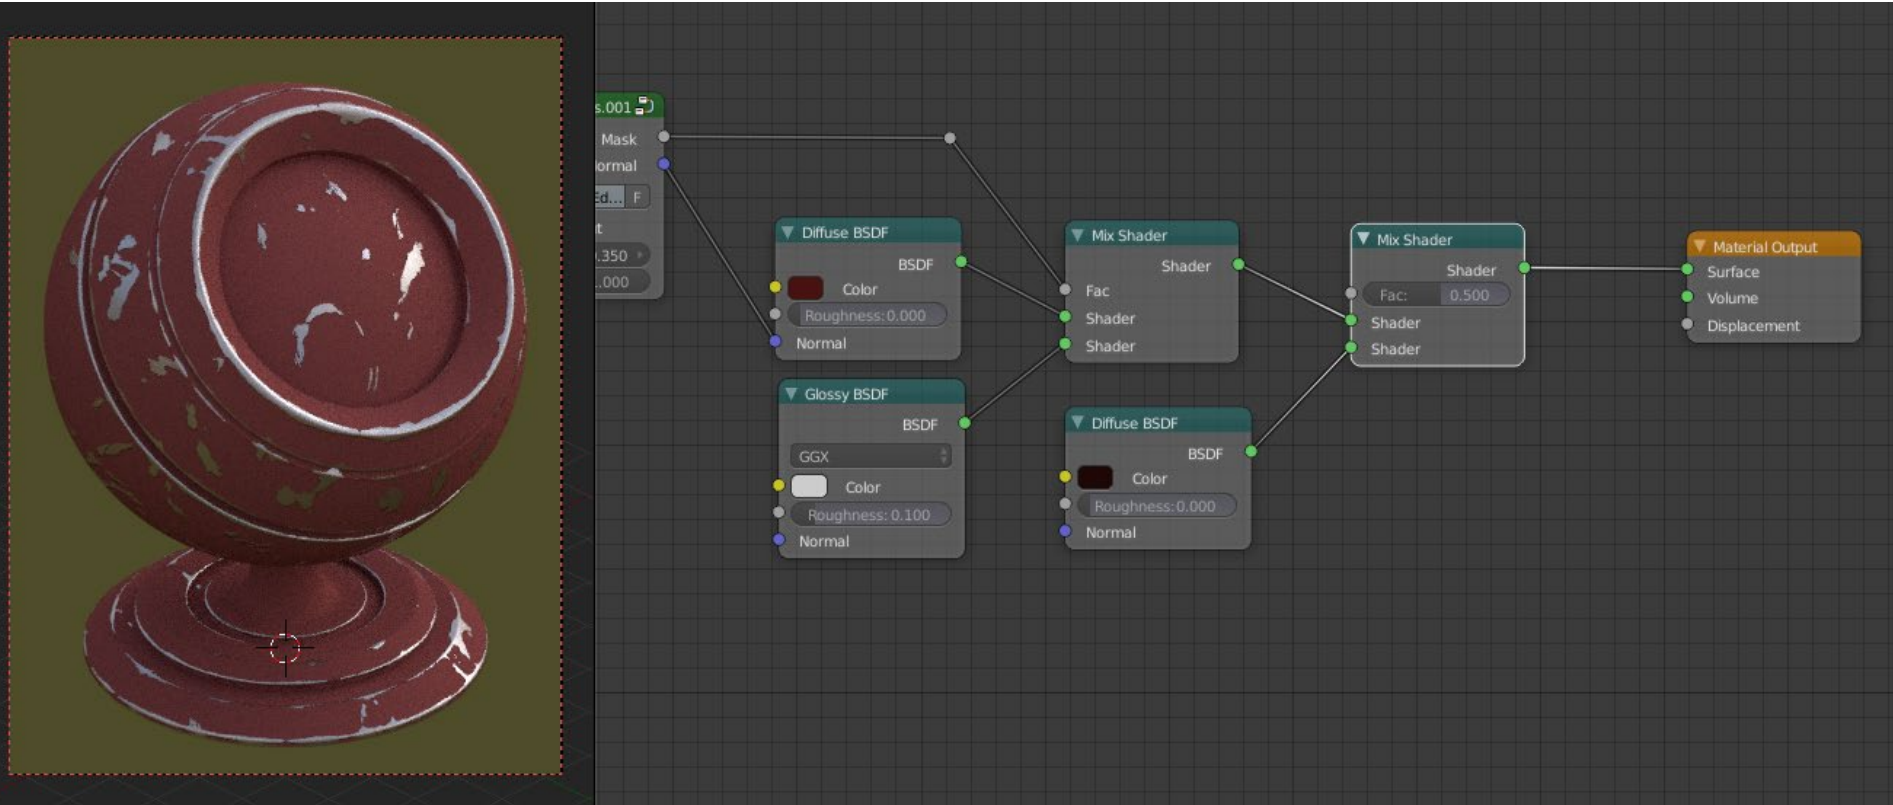 s.001
Mask
ormal
Ed... F
t
.350
.000
Diffuse BSDF
BSDF
Color
Roughness: 0.000
Normal
Glossy BSDF
BSDF
GGX
Color
Roughness: 0.100
Normal
Mix Shader
Shader
Fac
Shader
Shader
Diffuse BSDF
BSDF
Color
Roughness: 0.000
Normal
Mix Shader
Shader
Fac: 0.500
Shader
Shader
Material Output
Surface
Volume
Displacement